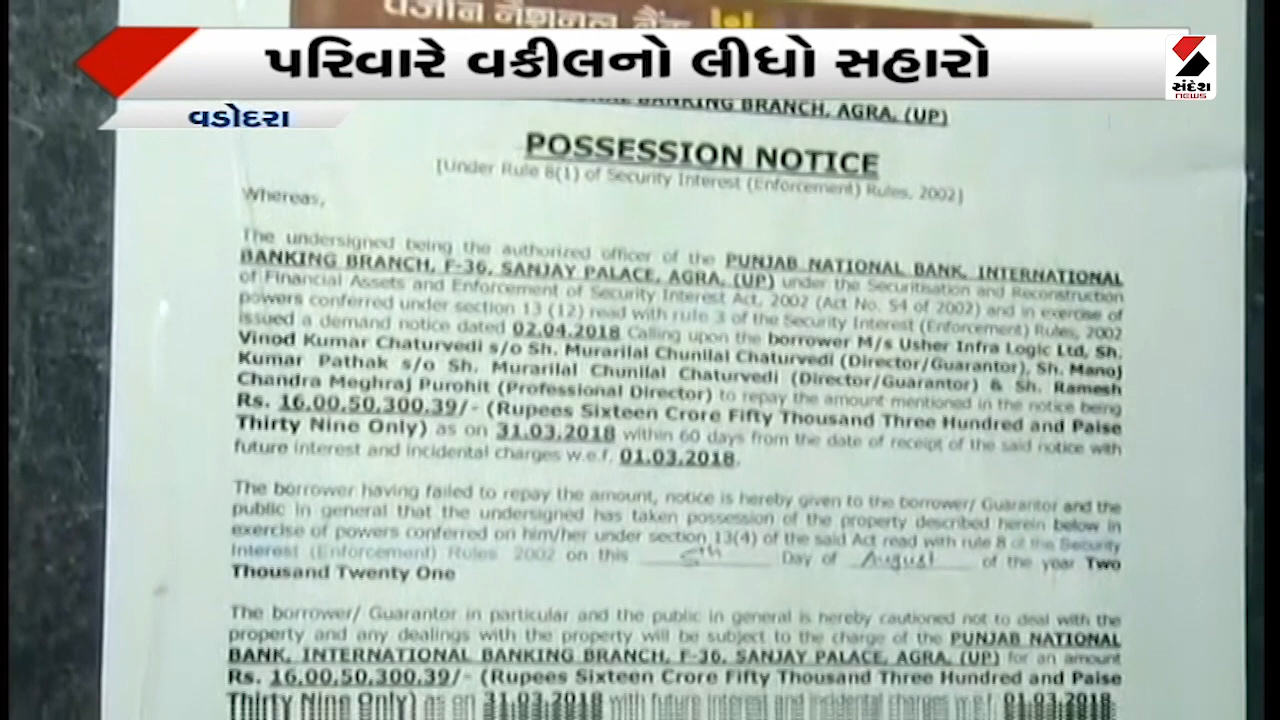 પંજાબ નેશનલ બેંક
પરિવારે વકીલનો લીધો સહારો
સંદેશ
NEWS
વડોદરા
BANKING BRANCH, AGRA, (UP)
POSSESSION NOTICE
[Under Rule 8(1) of Security Interest (Enforcement) Rules, 2002]
Whereas,
The undersigned being the authorized officer of the PUNJAB NATIONAL BANK, INTERNATIONAL
BANKING BRANCH, F-36, SANJAY PALACE, AGRA, (UP) under the Securitisation and Reconstruction
of Financial Assets and Enforcement of Security Interest Act, 2002 (Act No. 54 of 2002) and in exercise of
powers conferred under section 13 (12) read with rule 3 of the Security Interest (Enforcement) Rules, 2002
issued a demand notice dated 02.04.2018 Calling upon the borrower M/s Usher Infra Logic Ltd, Sh.
Vinod Kumar Chaturvedi s/o Sh. Murarilal Chunilal Chaturvedi (Director/Guarantor), Sh. Manoj
Kumar Pathak s/o Sh. Murarilal Chunilal Chaturvedi (Director/Guarantor) & Sh. Ramesh
Chandra Meghraj Purohit (Professional Director) to repay the amount mentioned in the notice being
Rs. 16,00,50,300.39/- (Rupees Sixteen Crore Fifty Thousand Three Hundred and Paise
Thirty Nine Only) as on 31.03.2018 within 60 days from the date of receipt of the said notice with
future interest and incidental charges w.e.f. 01.03.2018.
The borrower having failed to repay the amount, notice is hereby given to the borrower/ Guarantor and the
public in general that the undersigned has taken possession of the property described herein below in
exercise of powers conferred on him/her under section 13(4) of the said Act read with rule 8 of the Security
Interest (Enforcement) Rules 2002 on this 5th Day of August of the year Two
Thousand Twenty One
The borrower/ Guarantor in particular and the public in general is hereby cautioned not to deal with the
property and any dealings with the property will be subject to the charge of the PUNJAB NATIONAL
BANK, INTERNATIONAL BANKING BRANCH, F-36, SANJAY PALACE, AGRA, (UP) for an amount
Rs. 16,00,50,300.39/- (Rupees Sixteen Crore Fifty Thousand Three Hundred and Paise
Thirty Nine Only) as on 31.03.2018 with future interest and incidental charges w.e.f. 01.03.2018.